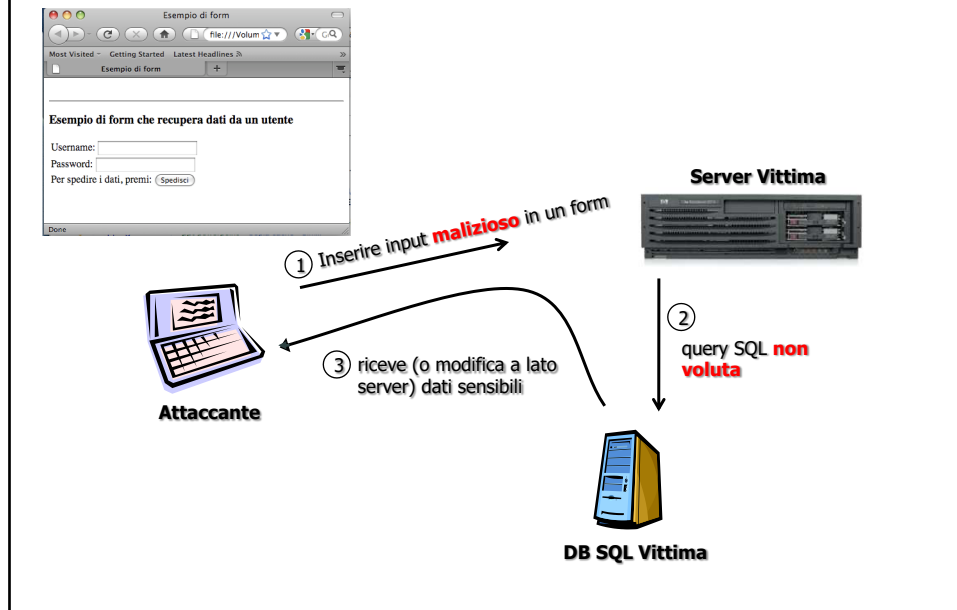 Esempio di form
file:///Volum
Most Visited Getting Started Latest Headlines
Esempio di form
Esempio di form che recupera dati da un utente
Username:
Password:
Per spedire i dati, premi: Spedisci
Done
Server Vittima
1 Inserire input malizioso in un form
2
query SQL non
voluta
3 riceve (o modifica a lato
server) dati sensibili
Attaccante
DB SQL Vittima